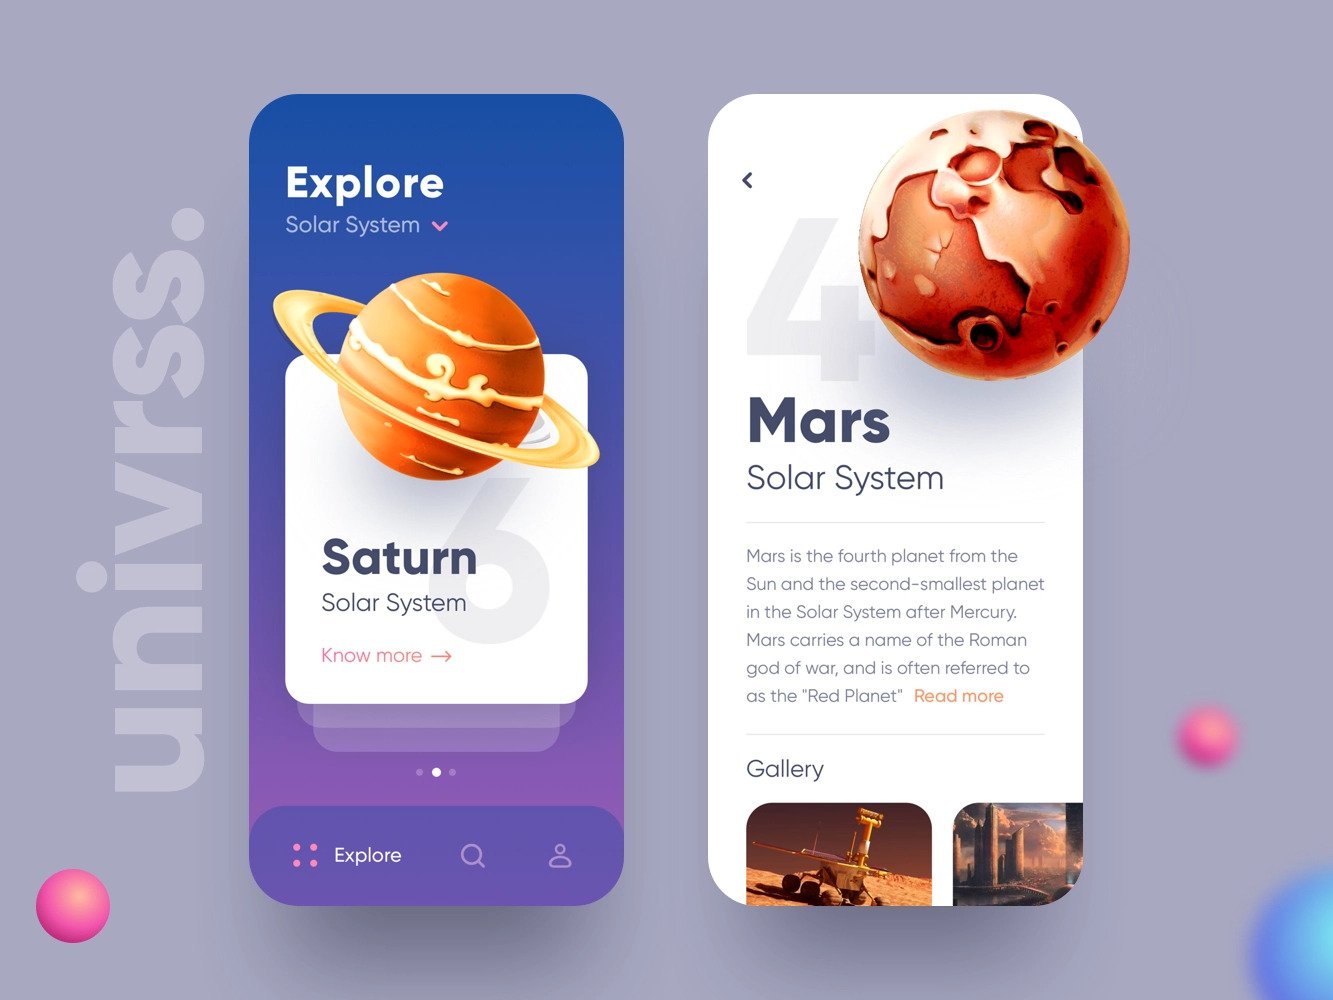 univrss.
Explore
Solar System
6
Saturn
Solar System
Know more →
Explore
4
Mars
Solar System
Mars is the fourth planet from the
Sun and the second-smallest planet
in the Solar System after Mercury.
Mars carries a name of the Roman
god of war, and is often referred to
as the "Red Planet" Read more
Gallery